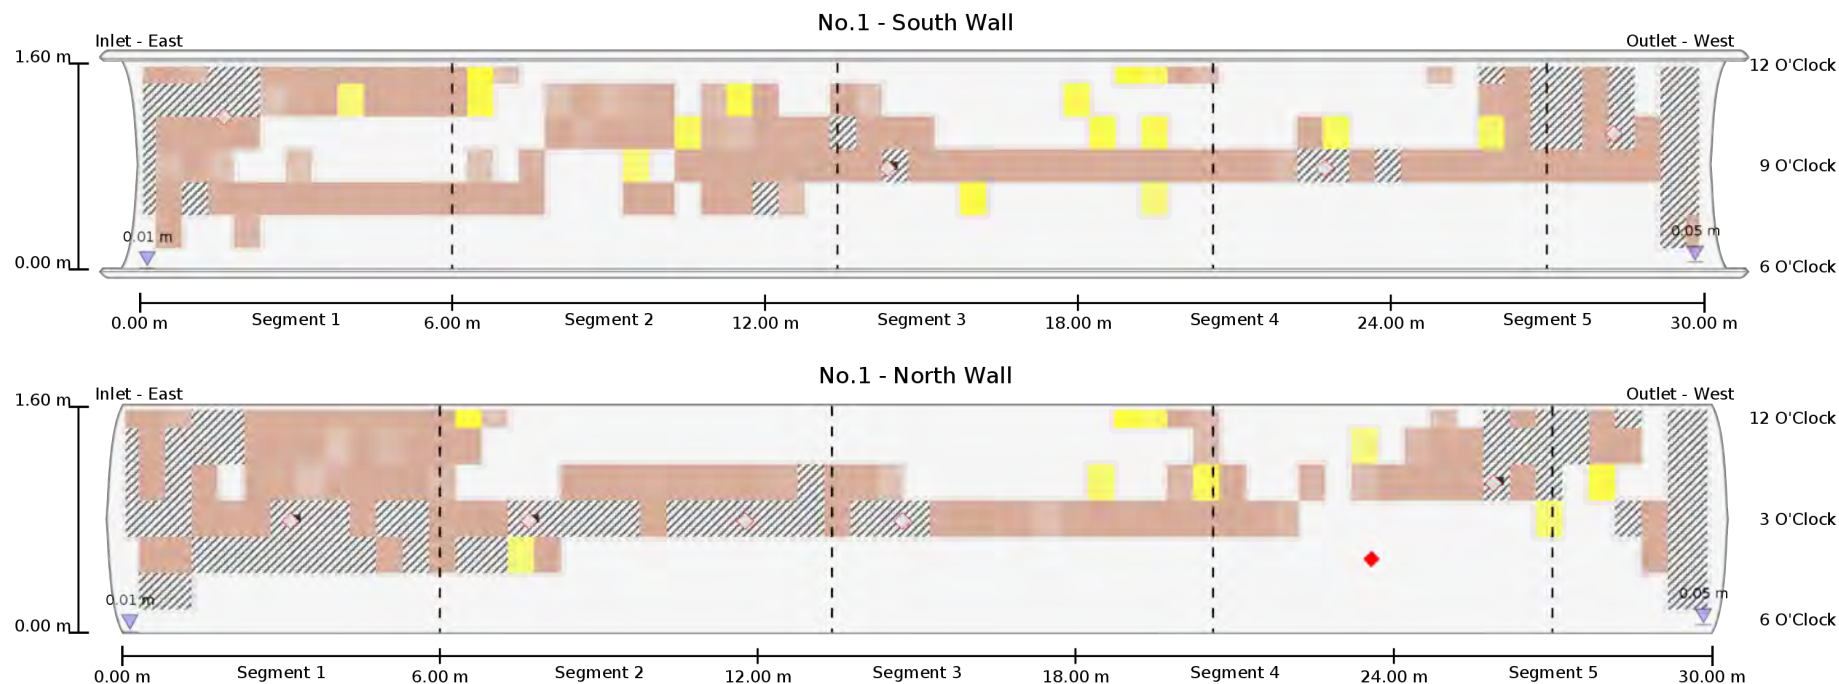 No.1 - South Wall
Inlet - East
Outlet - West
1.60 m
12 O'Clock
9 O'Clock
0.01 m
0.05 m
0.00 m
6 O'Clock
0.00 m
Segment 1
6.00 m
Segment 2
12.00 m
Segment 3
18.00 m
Segment 4
24.00 m
Segment 5
30.00 m
No.1 - North Wall
Inlet - East
Outlet - West
1.60 m
12 O'Clock
3 O'Clock
0.01 m
0.05 m
0.00 m
6 O'Clock
0.00 m
Segment 1
6.00 m
Segment 2
12.00 m
Segment 3
18.00 m
Segment 4
24.00 m
Segment 5
30.00 m